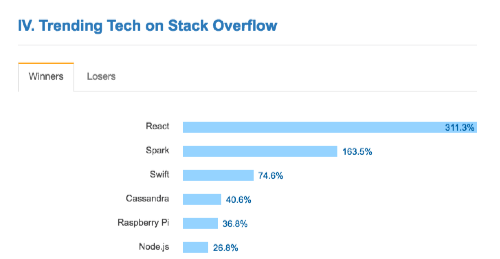 IV. Trending Tech on Stack Overflow
Winners Losers
React 311.3%
Spark 163.5%
Swift 74.6%
Cassandra 40.6%
Raspberry Pi 36.8%
Node.js 26.8%